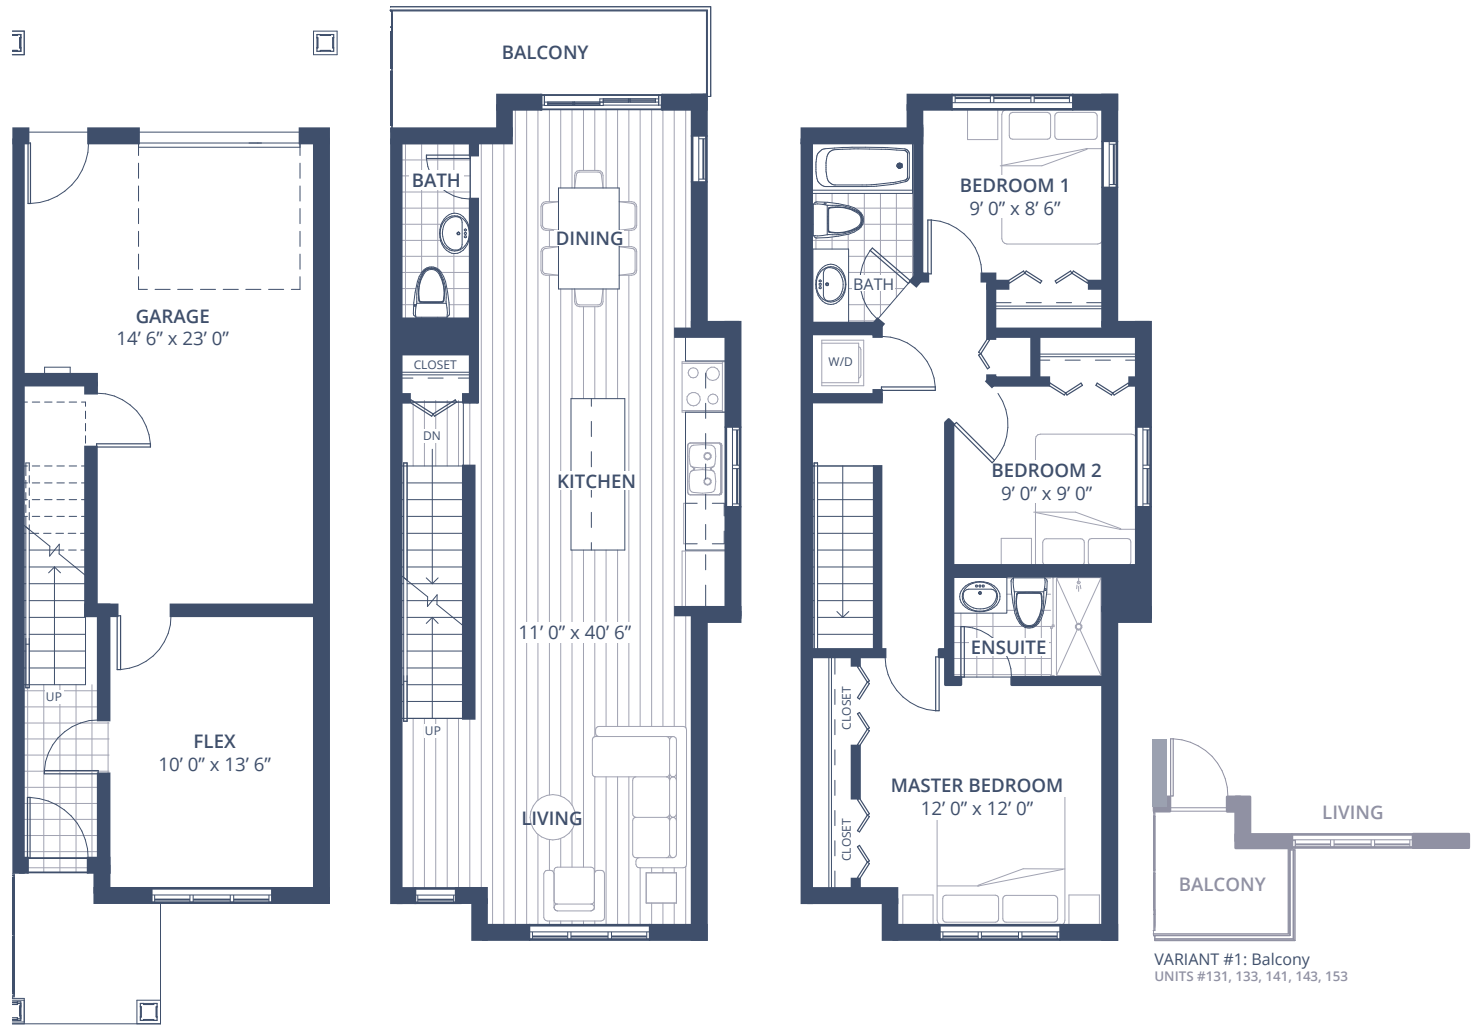 GARAGE
14’ 6” x 23’ 0”
UP
FLEX
10’ 0” x 13’ 6”
BALCONY
BATH
DINING
CLOSET
DN
KITCHEN
11’ 0” x 40’ 6”
UP
LIVING
BEDROOM 1
9’ 0” x 8’ 6”
BATH
W/D
BEDROOM 2
9’ 0” x 9’ 0”
ENSUITE
CLOSET
MASTER BEDROOM
12’ 0” x 12’ 0”
CLOSET
LIVING
BALCONY
VARIANT #1: Balcony
UNITS #131, 133, 141, 143, 153